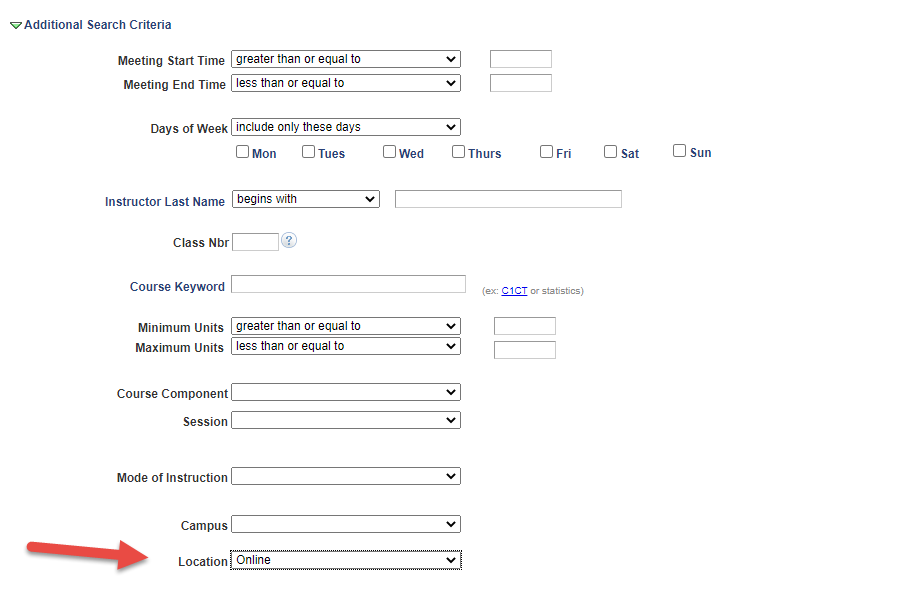 Additional Search Criteria
Meeting Start Time greater than or equal to
Meeting End Time less than or equal to
Days of Week include only these days
Mon Tues Wed Thurs Fri Sat Sun
Instructor Last Name begins with
Class Nbr ?
Course Keyword (ex: C1CT or statistics)
Minimum Units greater than or equal to
Maximum Units less than or equal to
Course Component
Session
Mode of Instruction
Campus
Location Online